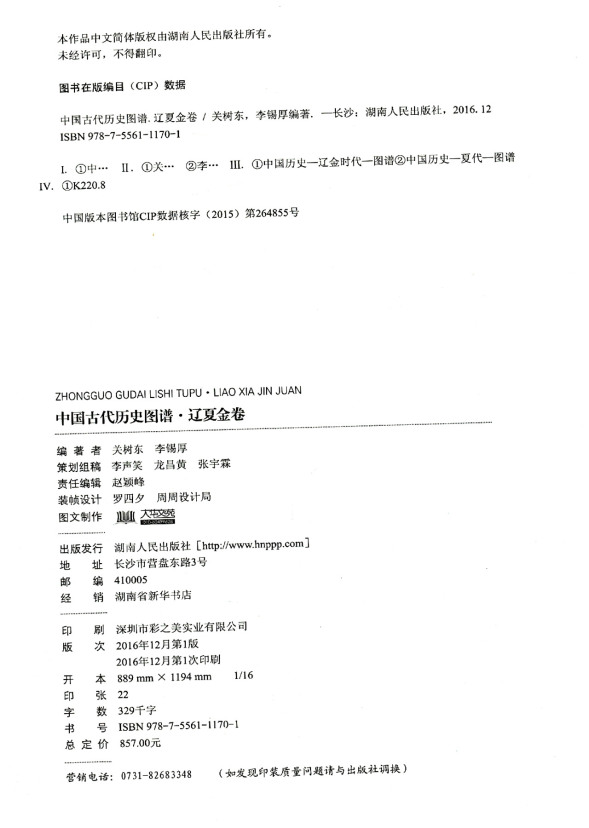 本作品中文简体版权由湖南人民出版社所有。
未经许可，不得翻印。
图书在版编目（CIP）数据
中国古代历史图谱.辽夏金卷 / 关树东，李锡厚编著. —长沙：湖南人民出版社，2016.12
ISBN 978-7-5561-1170-1
I. ①中… II. ①关… ②李… III. ①中国历史—辽金时代—图谱②中国历史—夏代—图谱
IV. ①K220.8
中国版本图书馆CIP数据核字（2015）第264855号
ZHONGGUO GUDAI LISHI TUPU · LIAO XIA JIN JUAN
中国古代历史图谱·辽夏金卷
编 著 者 关树东 李锡厚
策划组稿 李声笑 龙昌黄 张宇霖
责任编辑 赵颖峰
装帧设计 罗四夕 周周设计局
图文制作
出版发行 湖南人民出版社［http://www.hnppp.com］
地 址 长沙市营盘东路3号
邮 编 410005
经 销 湖南省新华书店
印 刷 深圳市彩之美实业有限公司
版 次 2016年12月第1版
2016年12月第1次印刷
开 本 889 mm × 1194 mm 1/16
印 张 22
字 数 329千字
书 号 ISBN 978-7-5561-1170-1
总 定 价 857.00元
营销电话：0731-82683348 （如发现印装质量问题请与出版社调换）